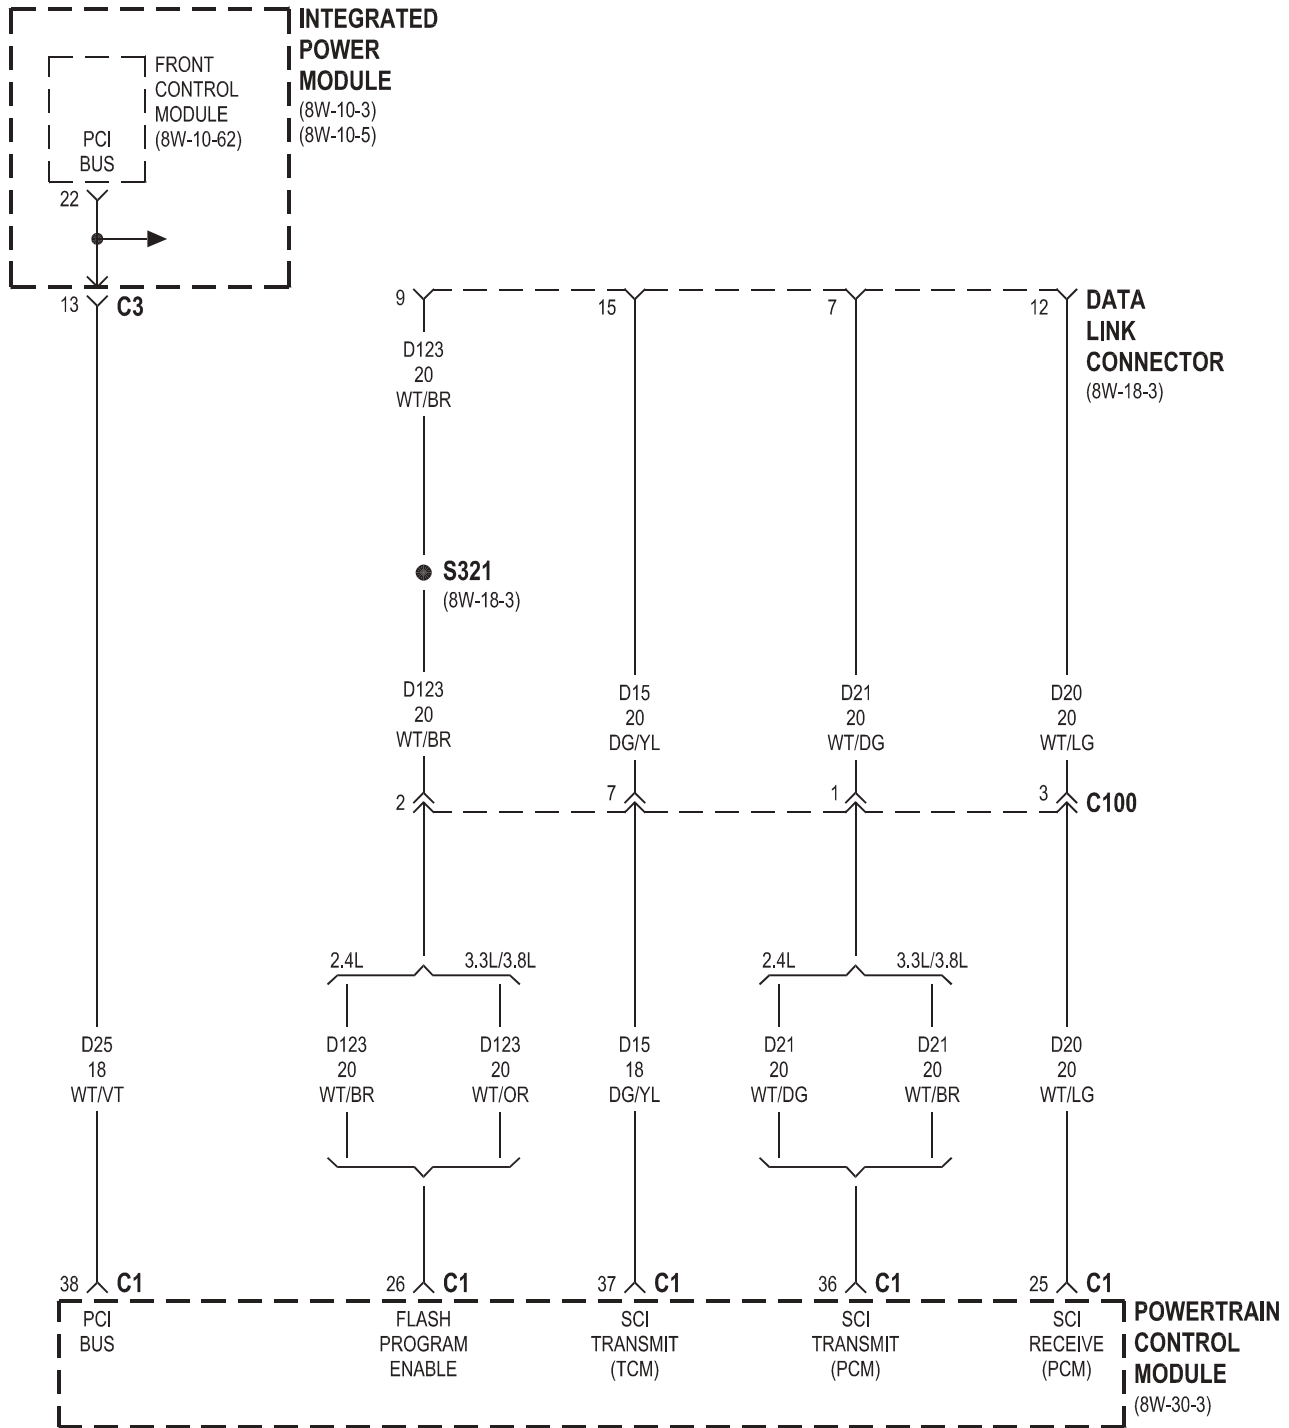 INTEGRATED
POWER
MODULE
(8W-10-3)
(8W-10-5)
FRONT
CONTROL
MODULE
(8W-10-62)
PCI
BUS
22
13 C3
9
15
7
12
DATA
LINK
CONNECTOR
(8W-18-3)
D123
20
WT/BR
S321
(8W-18-3)
D123
20
WT/BR
D15
20
DG/YL
D21
20
WT/DG
D20
20
WT/LG
2
7
1
3
C100
2.4L
3.3L/3.8L
2.4L
3.3L/3.8L
D25
18
WT/VT
D123
20
WT/BR
D123
20
WT/OR
D15
18
DG/YL
D21
20
WT/DG
D21
20
WT/BR
D20
20
WT/LG
38 C1
26 C1
37 C1
36 C1
25 C1
PCI
BUS
FLASH
PROGRAM
ENABLE
SCI
TRANSMIT
(TCM)
SCI
TRANSMIT
(PCM)
SCI
RECEIVE
(PCM)
POWERTRAIN
CONTROL
MODULE
(8W-30-3)